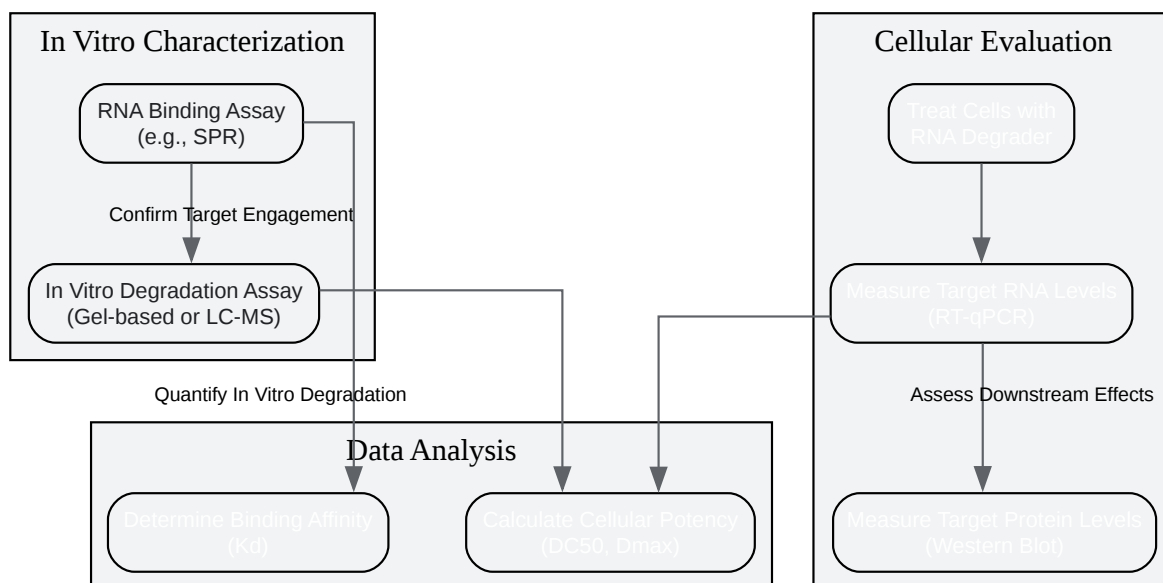 In Vitro Characterization
RNA Binding Assay
(e.g., SPR)
Confirm Target Engagement
In Vitro Degradation Assay
(Gel-based or LC-MS)
Quantify In Vitro Degradation
Cellular Evaluation
Treat Cells with
RNA Degrader
Measure Target RNA Levels
(RT-qPCR)
Assess Downstream Effects
Measure Target Protein Levels
(Western Blot)
Data Analysis
Determine Binding Affinity
(Kd)
Calculate Cellular Potency
(DC50, Dmax)